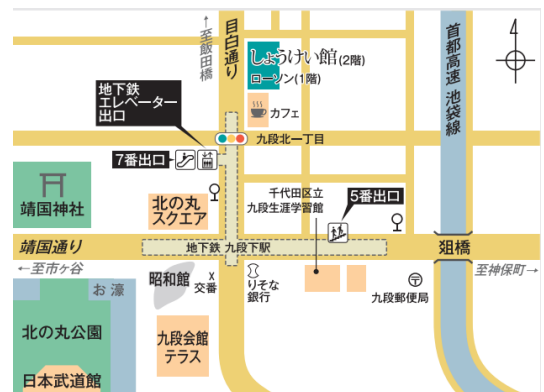 ↑至飯田橋
目白通り
しょうけい館(2階)
ローソン(1階)
カフェ
首都高速 池袋線
4
地下鉄
エレベーター
出口
九段北一丁目
7番出口
靖国神社
北の丸
スクエア
千代田区立
九段生涯学習館
5番出口
靖国通り
地下鉄 九段下駅
俎橋
←至市ヶ谷
至神保町→
お濠
昭和館
X
交番
りそな
銀行
九段郵便局
北の丸公園
九段会館
テラス
日本武道館